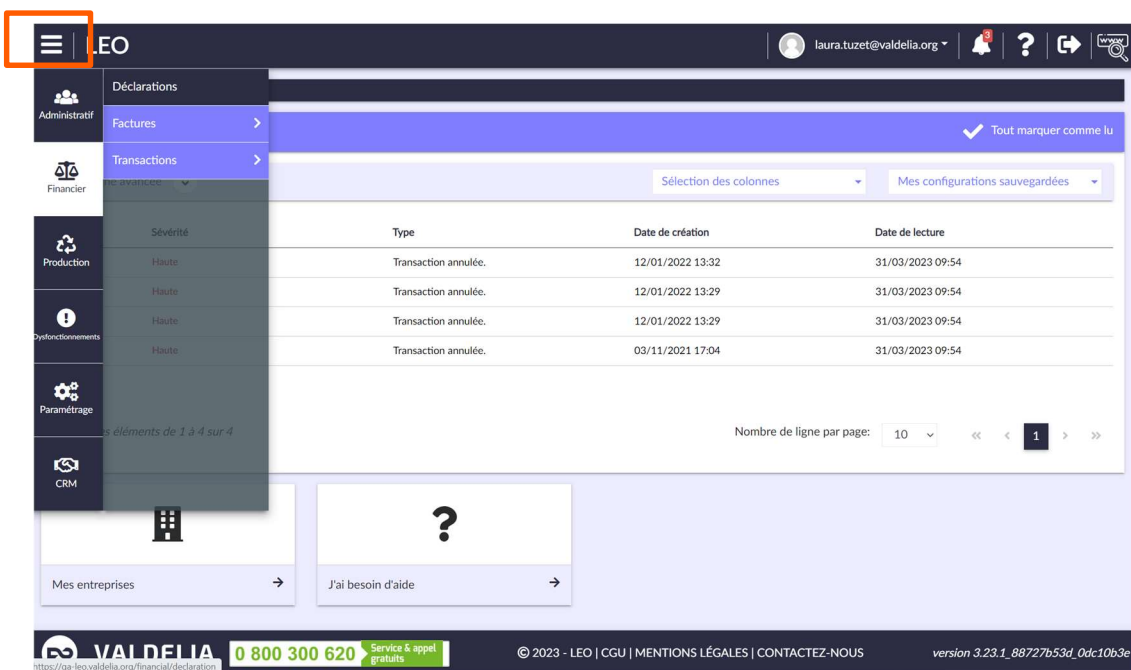 LEO
laura.tuzet@valdelia.org
3
?
www
Administratif
Déclarations
Factures
Transactions
Tout marquer comme lu
Financier
avancée
Sélection des colonnes
Mes configurations sauvegardées
Sévérité Type Date de création Date de lecture
Production
Haute Transaction annulée. 12/01/2022 13:32 31/03/2023 09:54
Haute Transaction annulée. 12/01/2022 13:29 31/03/2023 09:54
Dysfonctionnements
Haute Transaction annulée. 12/01/2022 13:29 31/03/2023 09:54
Haute Transaction annulée. 03/11/2021 17:04 31/03/2023 09:54
Paramétrage
éléments de 1 à 4 sur 4
Nombre de ligne par page: 10 « < 1 > »
CRM
?
Mes entreprises
J'ai besoin d'aide
VALDELIA
0 800 300 620 Service & appel
gratuits
© 2023 - LEO | CGU | MENTIONS LÉGALES | CONTACTEZ-NOUS
version 3.23.1_88727b53d_0dc10b3e
https://qa-leo.valdelia.org/financial/declaration